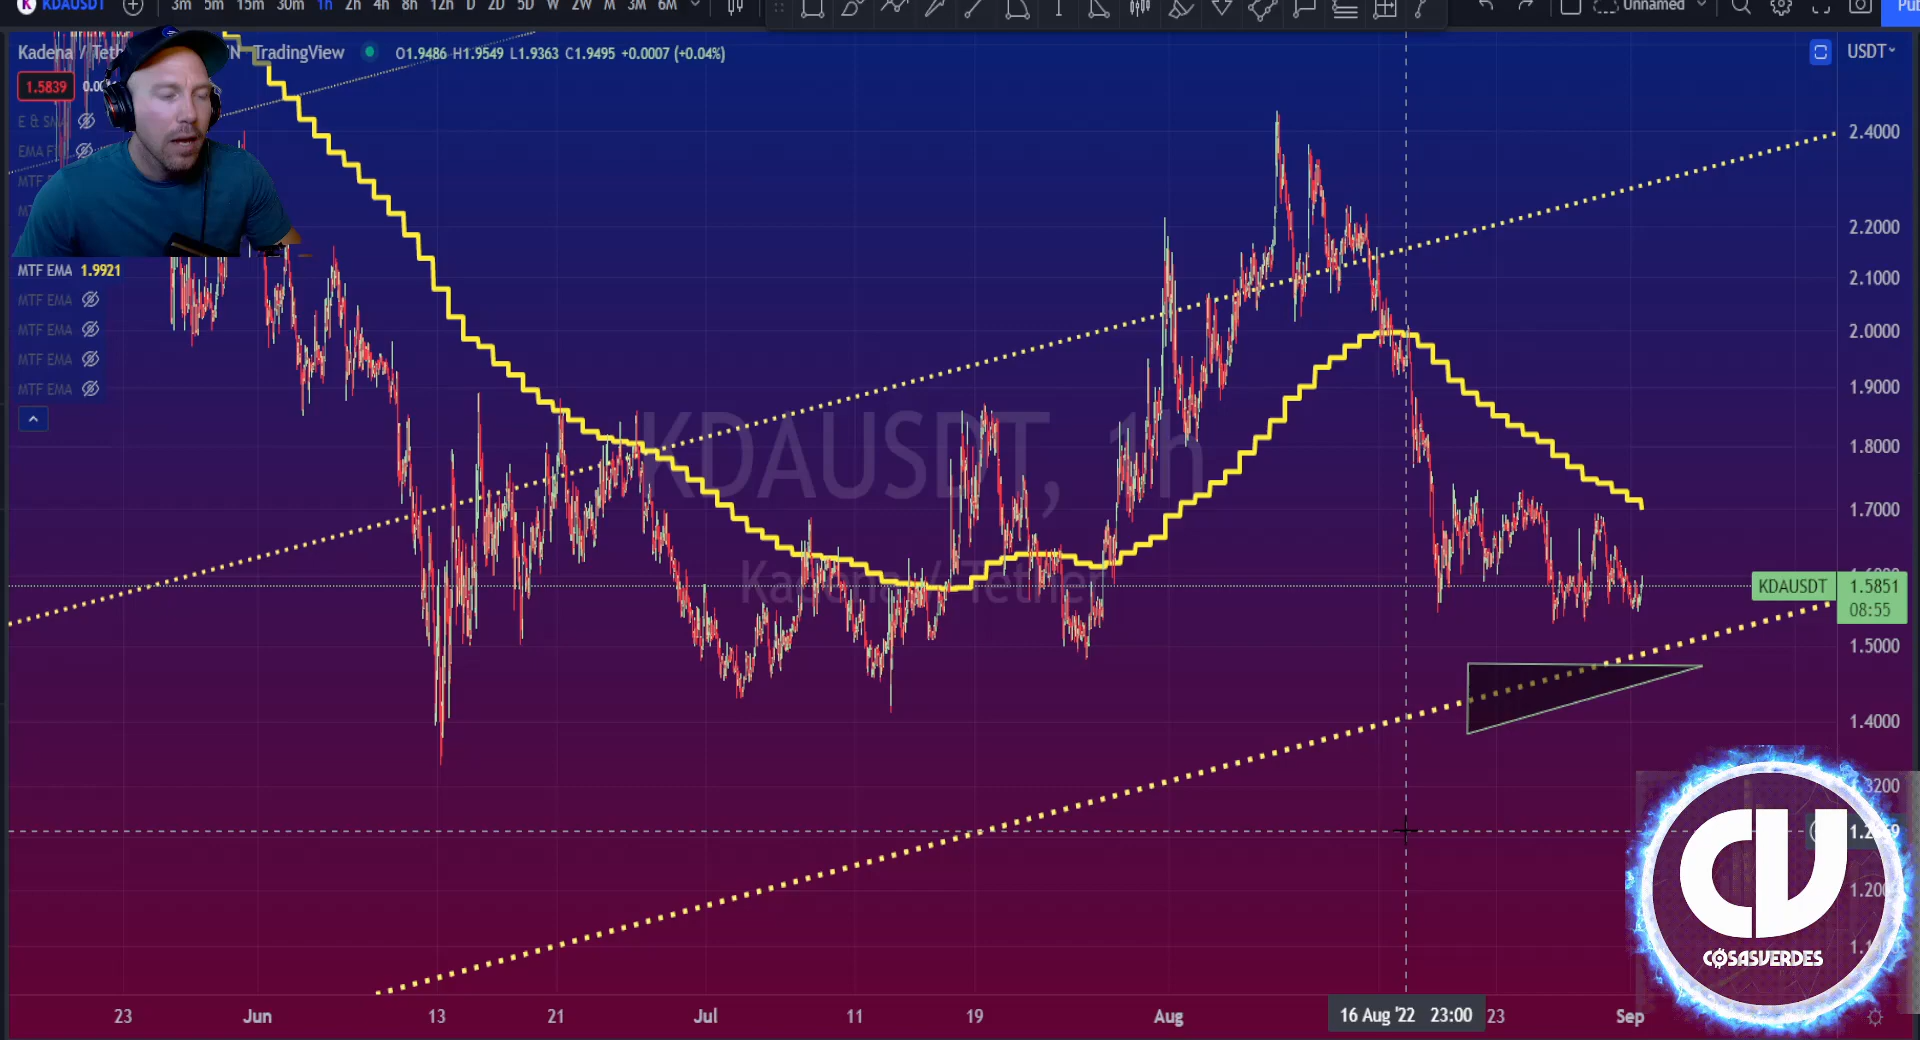 KDAUSDT 3m 5m 15m 30m 1h 2h 4h 8h 12h D 2D 5D W 2W M 3M 6M Unnamed
Kadena / TradingView O1.9486 H1.9549 L1.9363 C1.9495 +0.0007 (+0.04%) USDT
1.5839
E & SMA
EMA
MTF
MTF EMA 1.9921
MTF EMA
MTF EMA
MTF EMA
MTF EMA
KDAUSDT, 1h
Kadena / Tether
2.4000
2.2000
2.1000
2.0000
1.9000
1.8000
1.7000
KDAUSDT 1.5851
08:55
1.5000
1.4000
CV
COSASVERDES
23 Jun 13 21 Jul 11 19 Aug 16 Aug '22 23:00 23 Sep